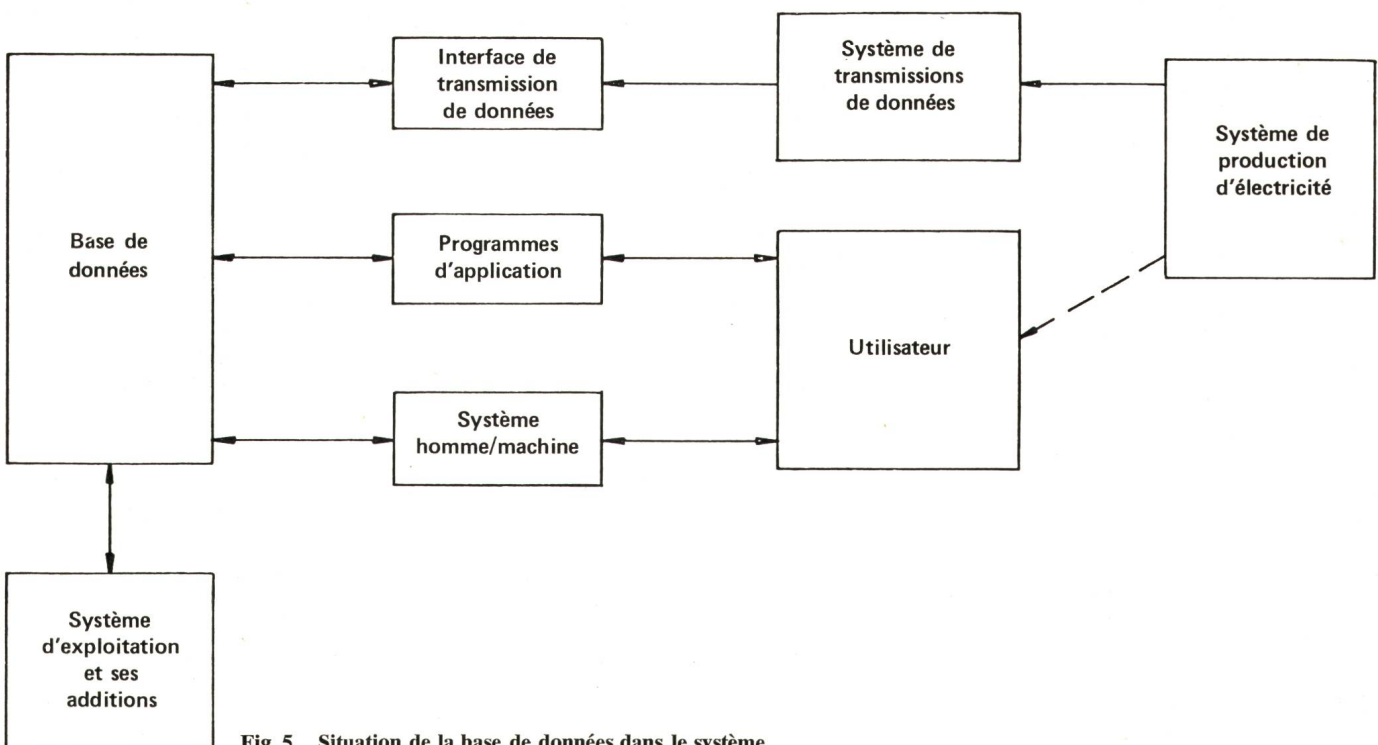 Interface de
transmission
de données
Système de
transmissions
de données
Système de
production
d'électricité
Base de
données
Programmes
d'application
Utilisateur
Système
homme/machine
Système
d'exploitation
et ses
additions
Fig. 5 Situation de la base de données dans le système